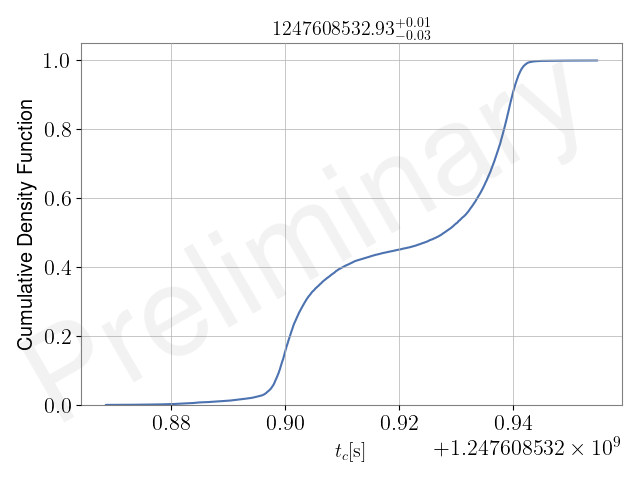 1247608532.93^{+0.01}_{-0.03}
Cumulative Density Function
1.0
0.8
0.6
0.4
0.2
0.0
Preliminary
0.88 0.90 0.92 0.94
t_c[s]
+1.247608532 × 10^9